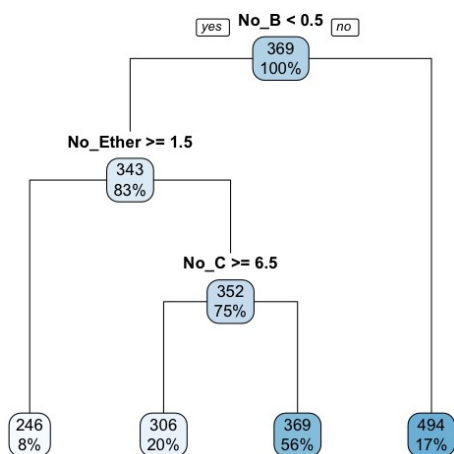 No_B < 0.5
yes
no
369
100%
No_Ether >= 1.5
343
83%
No_C >= 6.5
352
75%
246
8%
306
20%
369
56%
494
17%